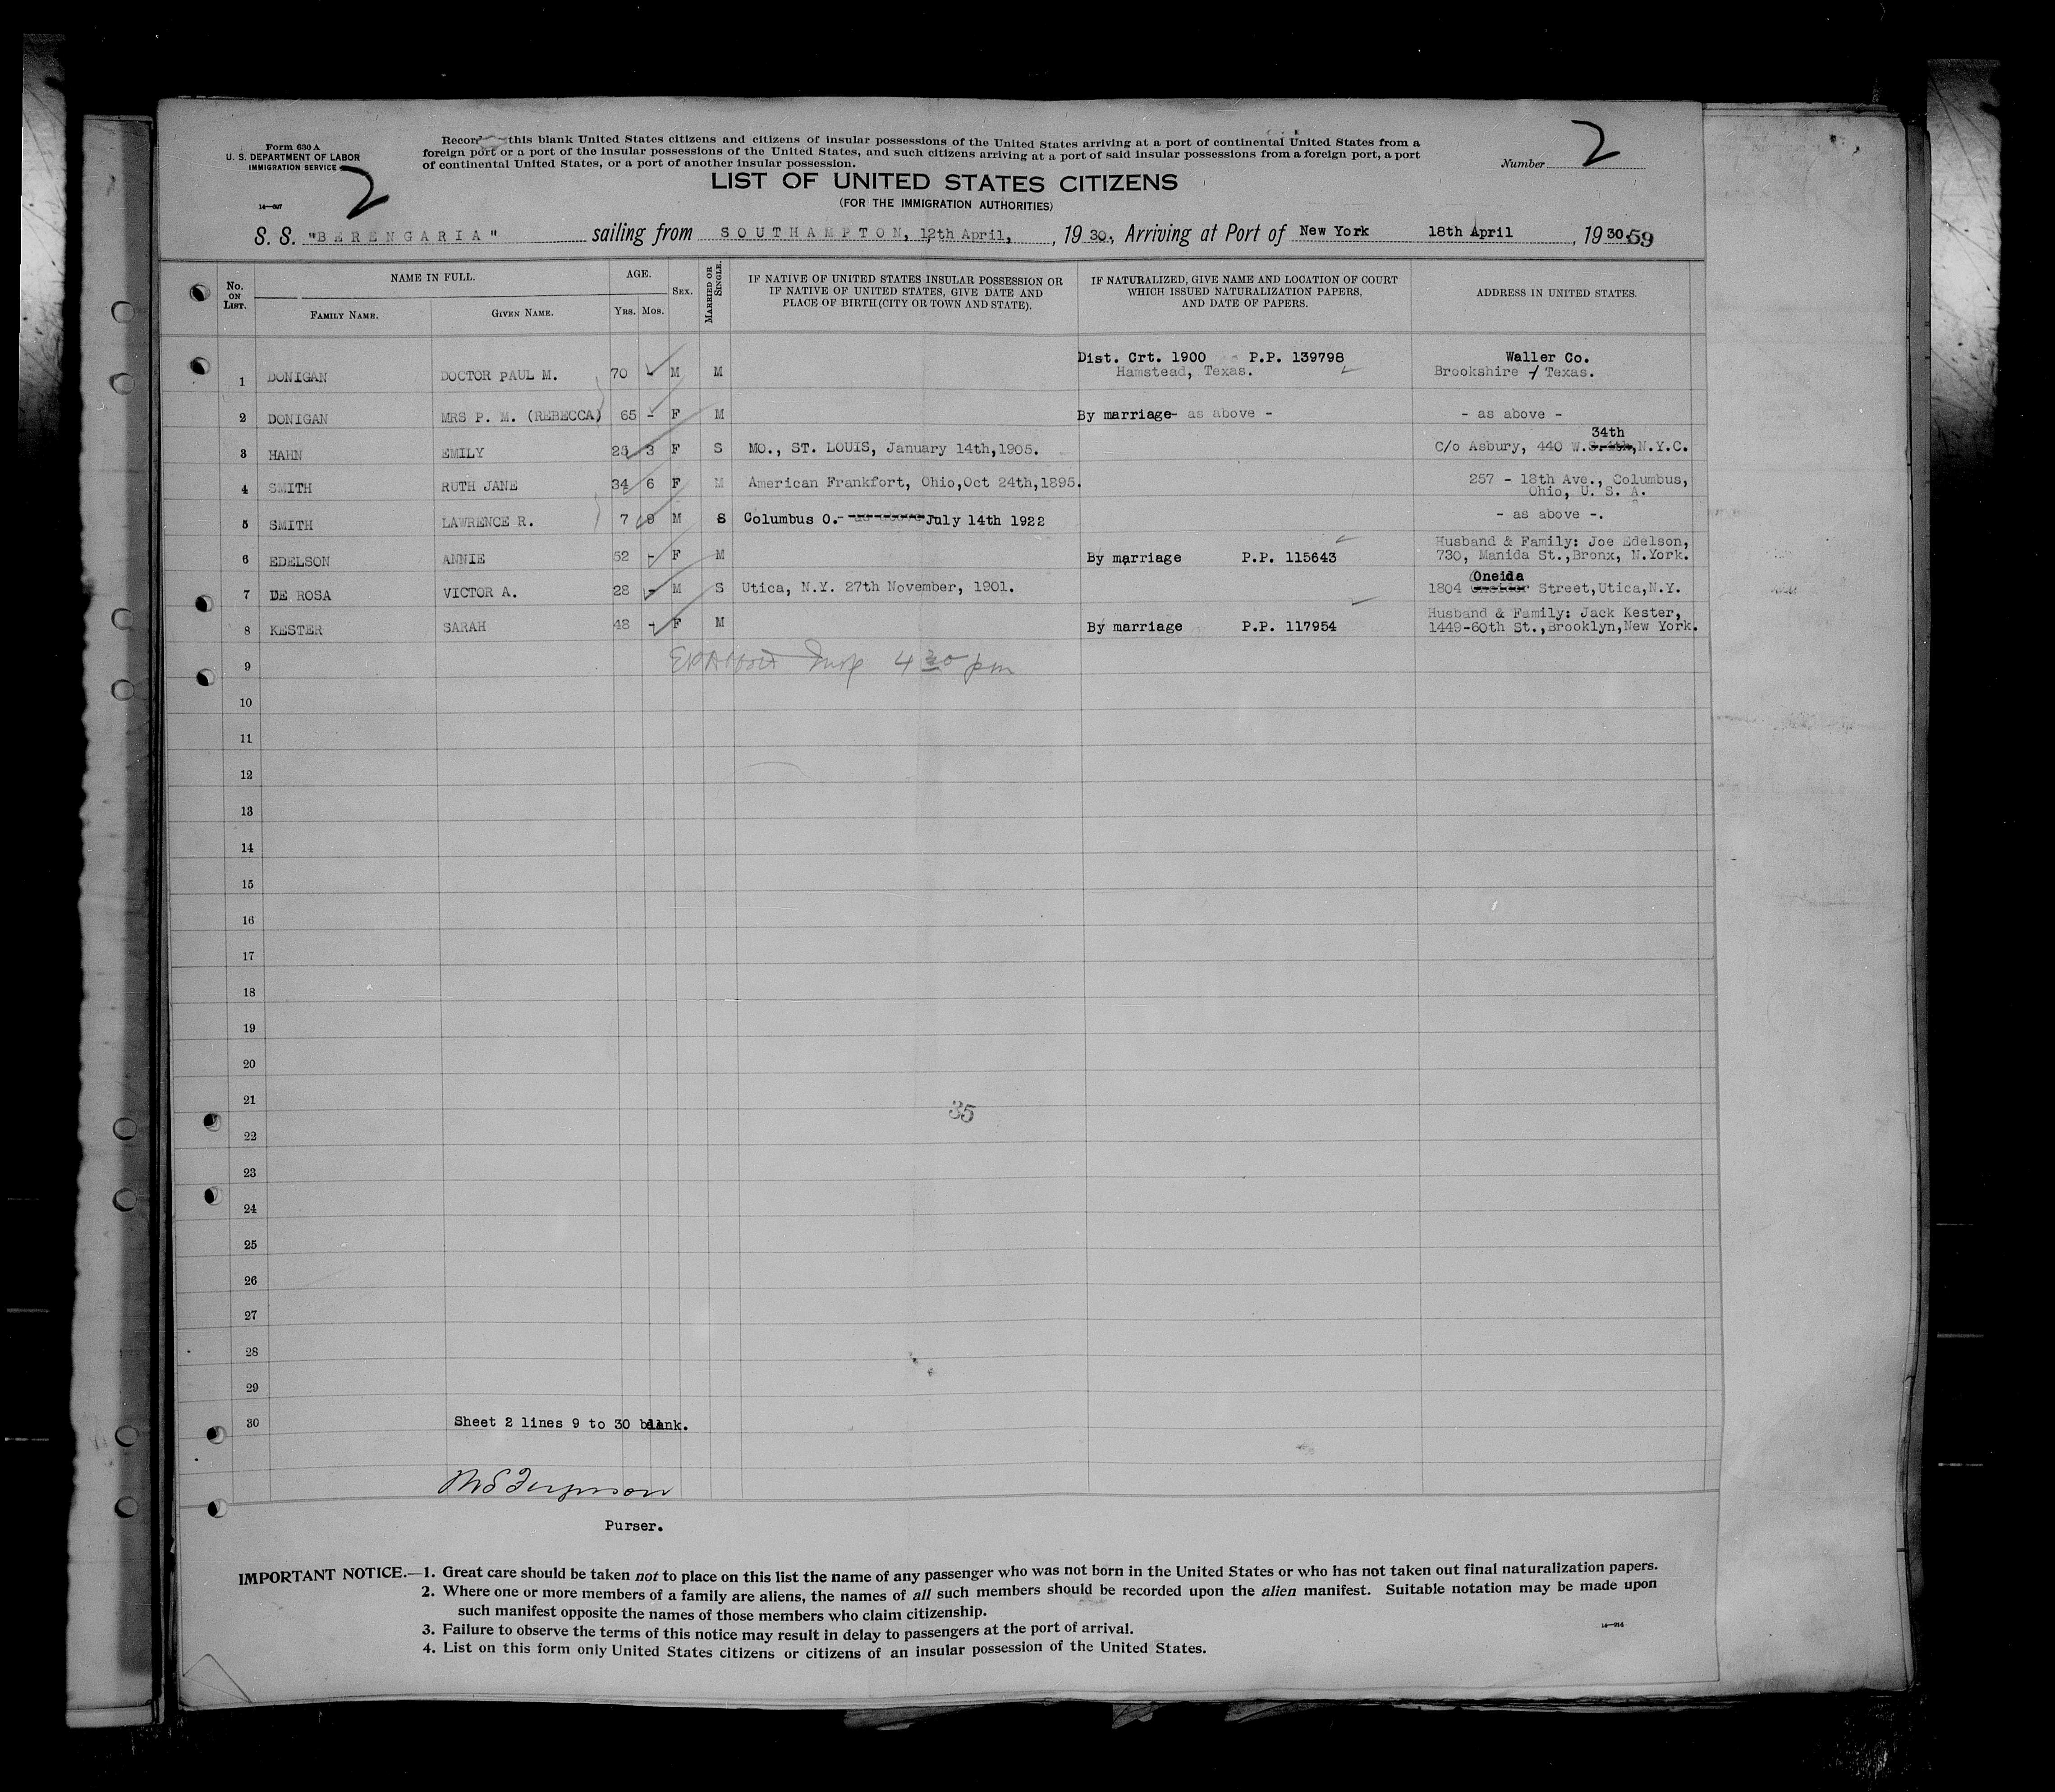 Form 630 A
U. S. DEPARTMENT OF LABOR
IMMIGRATION SERVICE
2
14—307
Record this blank United States citizens and citizens of insular possessions of the United States arriving at a port of continental United States from a
foreign port or a port of the insular possessions of the United States, and such citizens arriving at a port of said insular possessions from a foreign port, a port
of continental United States, or a port of another insular possession.
Number 2
LIST OF UNITED STATES CITIZENS
(FOR THE IMMIGRATION AUTHORITIES)
S. S. "BERENGARIA" sailing from SOUTHAMPTON, 12th April, , 19 30., Arriving at Port of New York 18th April , 19 30. 59
No. ON LIST. NAME IN FULL. AGE. SEX. MARRIED OR SINGLE. IF NATIVE OF UNITED STATES INSULAR POSSESSION OR IF NATIVE OF UNITED STATES, GIVE DATE AND PLACE OF BIRTH (CITY OR TOWN AND STATE). IF NATURALIZED, GIVE NAME AND LOCATION OF COURT WHICH ISSUED NATURALIZATION PAPERS, AND DATE OF PAPERS. ADDRESS IN UNITED STATES.
FAMILY NAME. GIVEN NAME. YRS. MOS.
Dist. Crt. 1900 P.P. 139798 Waller Co.
1 DONIGAN DOCTOR PAUL M. 70 - M M Hamstead, Texas. Brookshire Texas.
2 DONIGAN MRS P. M. (REBECCA) 65 - F M By marriage- as above - - as above -
34th
3 HAHN EMILY 25 3 F S MO., ST. LOUIS, January 14th,1905. C/o Asbury, 440 W.S.4th,N.Y.C.
4 SMITH RUTH JANE 34 6 F M American Frankfort, Ohio,Oct 24th,1895. 257 - 18th Ave., Columbus,
Ohio, U. S. A.
5 SMITH LAWRENCE R. 7 9 M S Columbus O.- as above July 14th 1922 - as above -.
Husband & Family: Joe Edelson,
6 EDELSON ANNIE 52 - F M By marriage P.P. 115643 730, Manida St.,Bronx, N.York.
Oneida
7 DE ROSA VICTOR A. 28 - M S Utica, N.Y. 27th November, 1901. 1804 Oneider Street,Utica,N.Y.
Husband & Family: Jack Kester,
8 KESTER SARAH 48 - F M By marriage P.P. 117954 1449-60th St.,Brooklyn,New York.
9 Insp 4 30 pm
10
11
12
13
14
15
16
17
18
19
20
21
35
22
23
24
25
26
27
28
29
30 Sheet 2 lines 9 to 30 blank.
Ferguson
Purser.
IMPORTANT NOTICE.—1. Great care should be taken not to place on this list the name of any passenger who was not born in the United States or who has not taken out final naturalization papers.
2. Where one or more members of a family are aliens, the names of all such members should be recorded upon the alien manifest. Suitable notation may be made upon
such manifest opposite the names of those members who claim citizenship.
3. Failure to observe the terms of this notice may result in delay to passengers at the port of arrival.
4. List on this form only United States citizens or citizens of an insular possession of the United States.